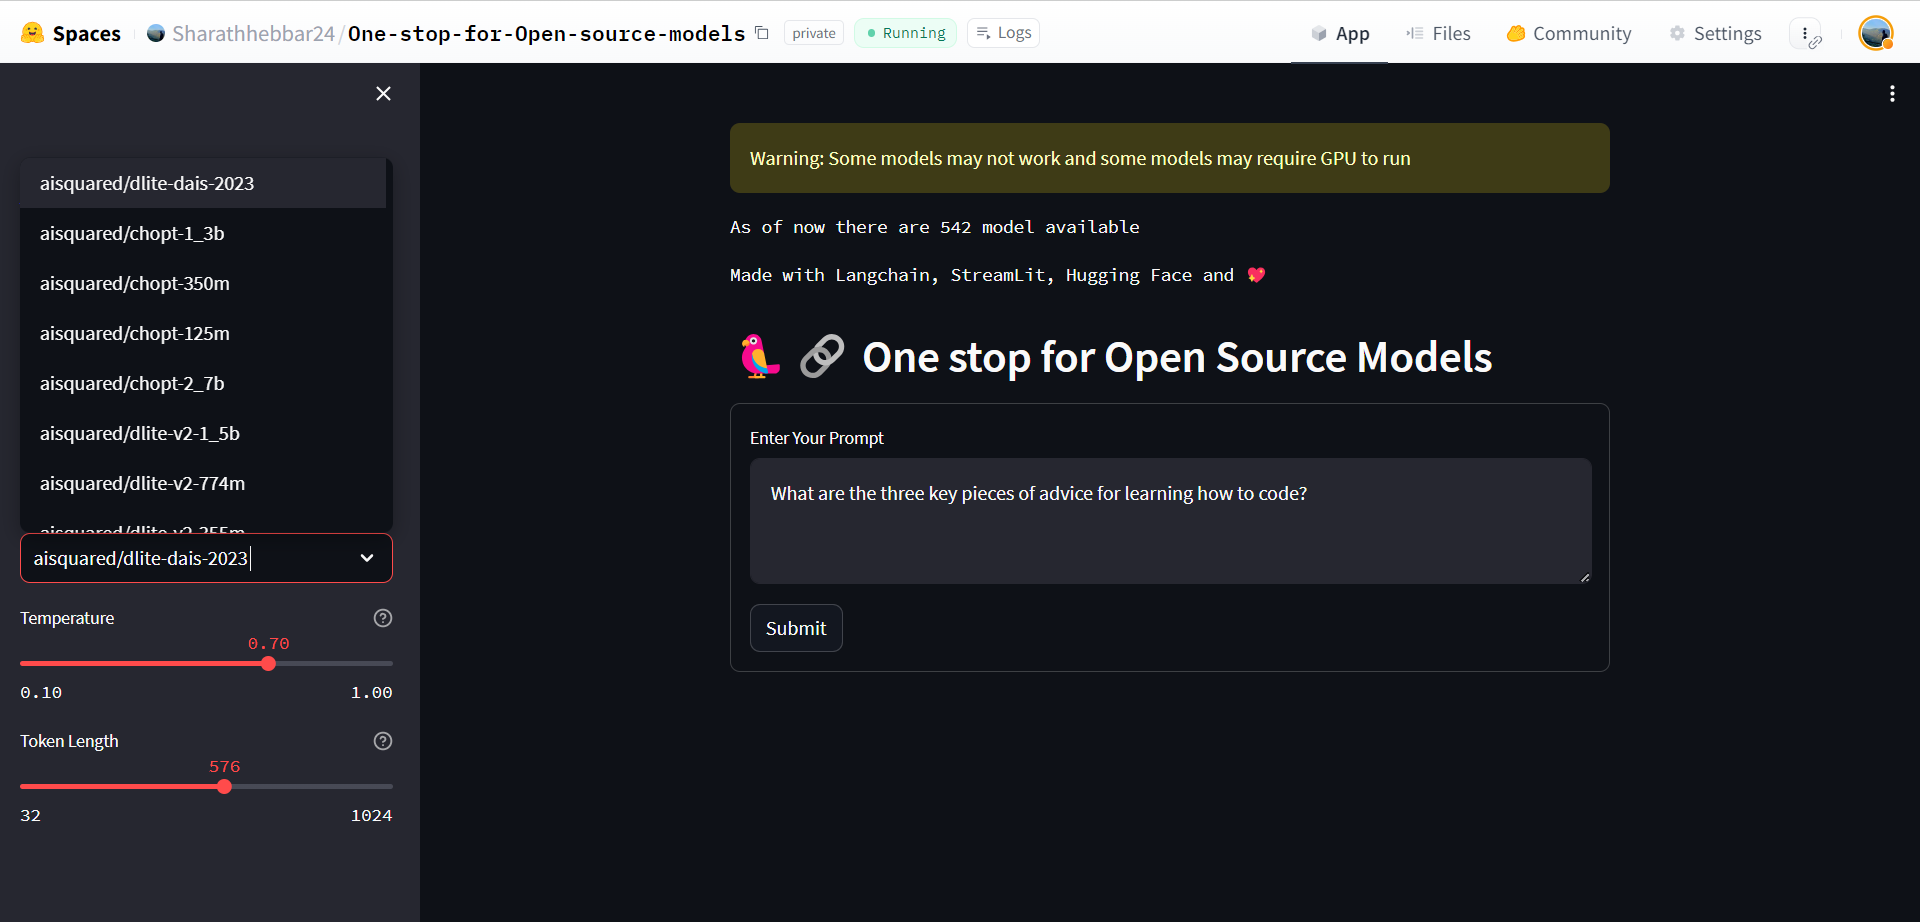 Spaces Sharathhebbar24/One-stop-for-Open-source-models private Running Logs App Files Community Settings
aisquared/dlite-dais-2023
aisquared/chopt-1_3b
aisquared/chopt-350m
aisquared/chopt-125m
aisquared/chopt-2_7b
aisquared/dlite-v2-1_5b
aisquared/dlite-v2-774m
aisquared/dlite-v2-355m
aisquared/dlite-dais-2023
Temperature
0.70
0.10 1.00
Token Length
576
32 1024
Warning: Some models may not work and some models may require GPU to run
As of now there are 542 model available
Made with Langchain, StreamLit, Hugging Face and 💖
🦜 🔗 One stop for Open Source Models
Enter Your Prompt
What are the three key pieces of advice for learning how to code?
Submit